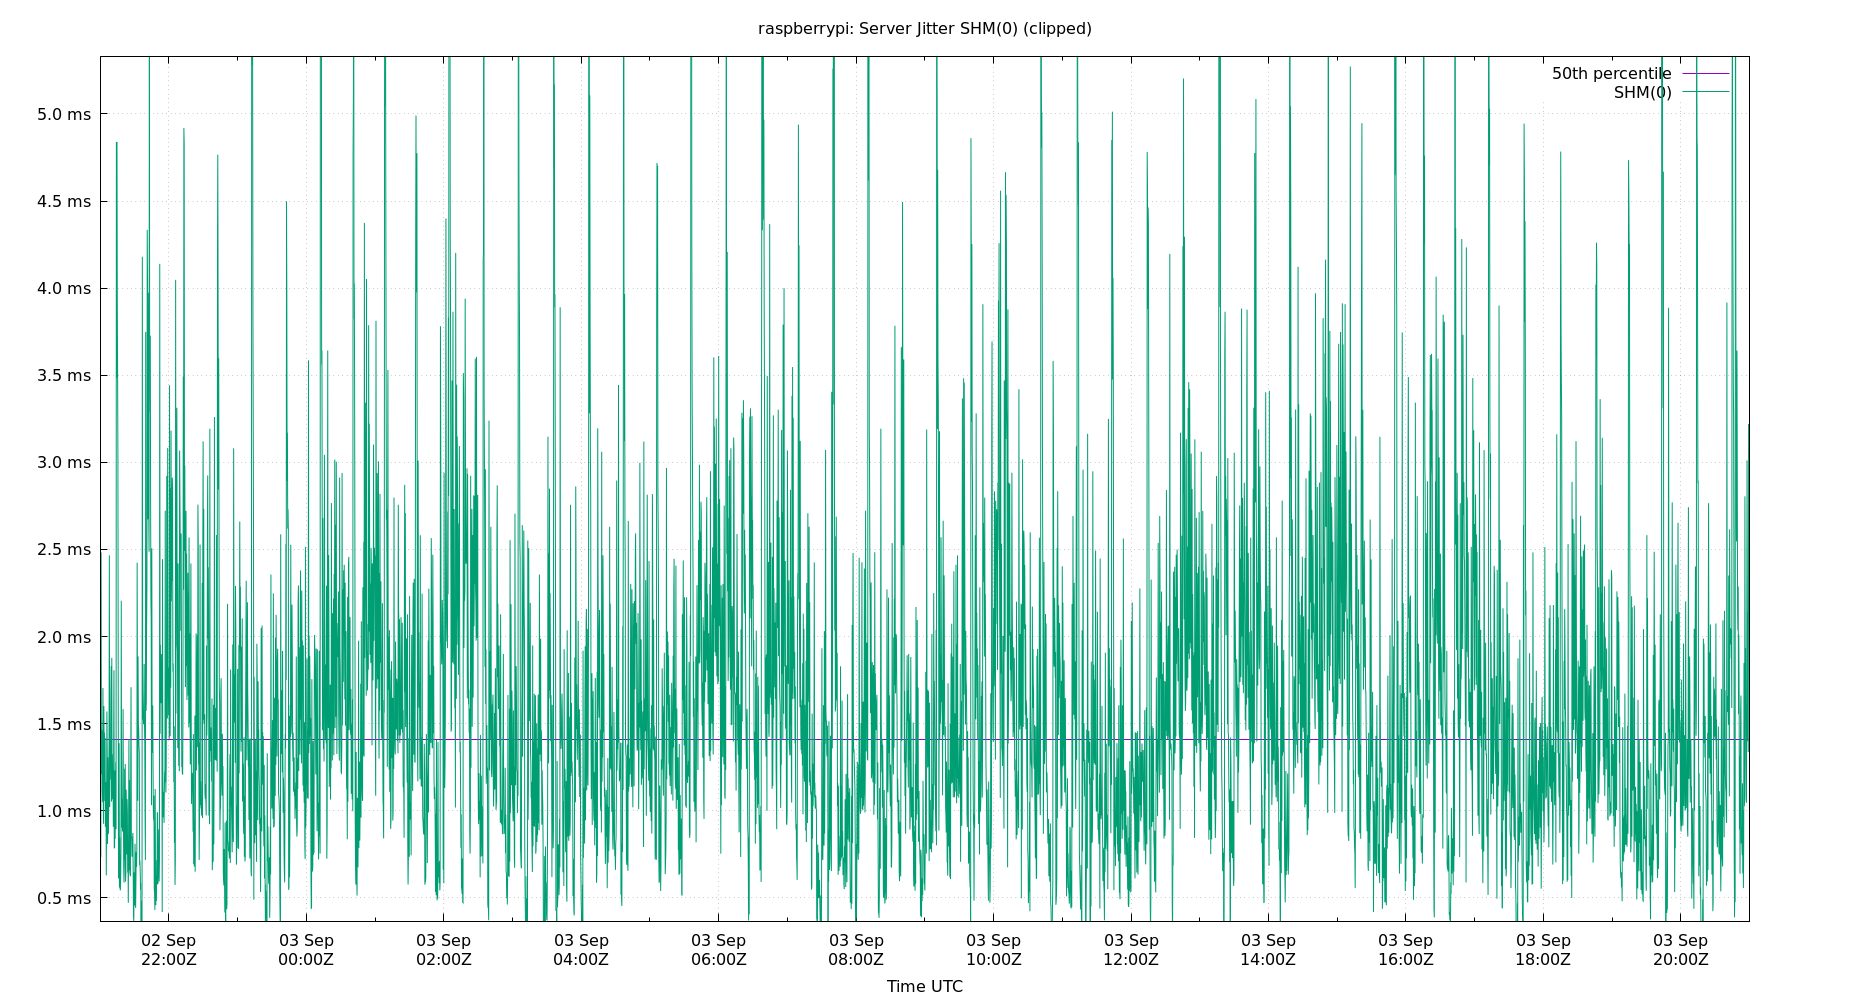 raspberrypi: Server Jitter SHM(0) (clipped)
50th percentile
SHM(0)
5.0 ms
4.5 ms
4.0 ms
3.5 ms
3.0 ms
2.5 ms
2.0 ms
1.5 ms
1.0 ms
0.5 ms
02 Sep 03 Sep 03 Sep 03 Sep 03 Sep 03 Sep 03 Sep 03 Sep 03 Sep 03 Sep 03 Sep 03 Sep
22:00Z 00:00Z 02:00Z 04:00Z 06:00Z 08:00Z 10:00Z 12:00Z 14:00Z 16:00Z 18:00Z 20:00Z
Time UTC